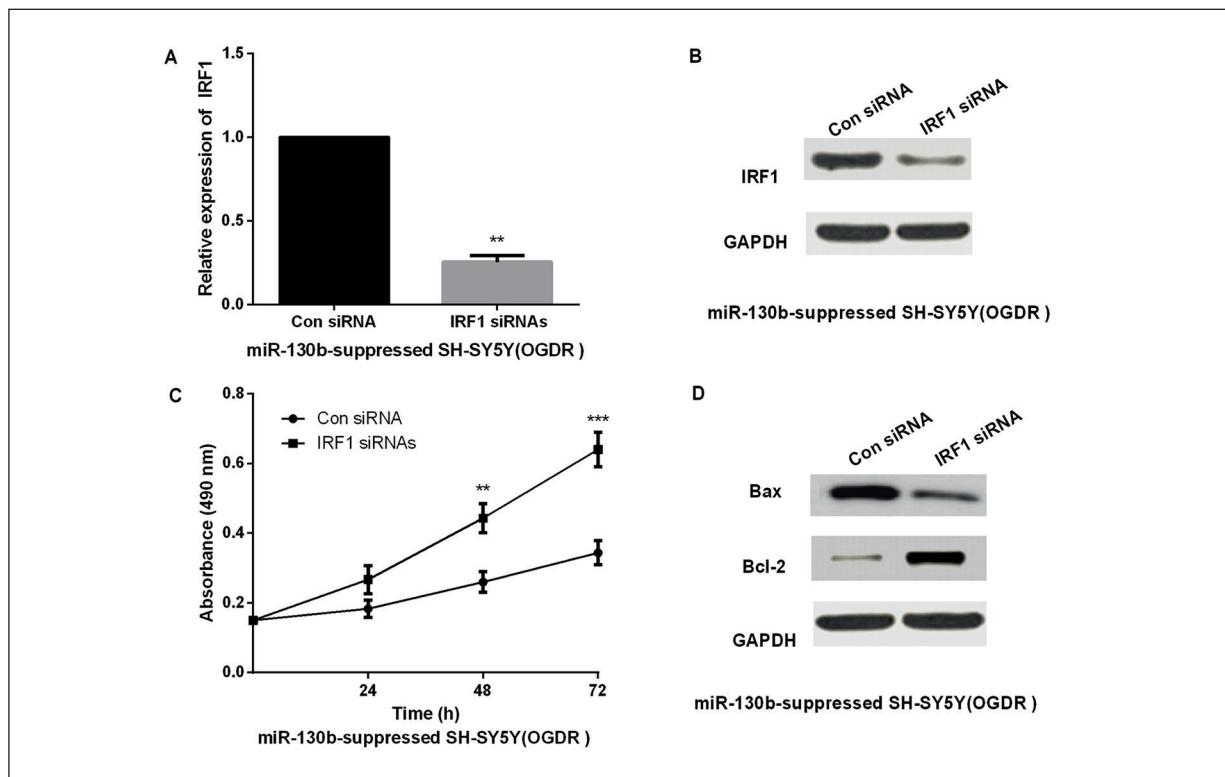 A
Relative expression of IRF1
1.5
1.0
0.5
0.0
**
Con siRNA
IRF1 siRNAs
miR-130b-suppressed SH-SY5Y(OGDR )
B
Con siRNA
IRF1 siRNA
IRF1
GAPDH
miR-130b-suppressed SH-SY5Y(OGDR )
C
Absorbance (490 nm)
0.8
0.6
0.4
0.2
0.0
Con siRNA
IRF1 siRNAs
**
***
24
48
72
Time (h)
miR-130b-suppressed SH-SY5Y(OGDR )
D
Con siRNA
IRF1 siRNA
Bax
Bcl-2
GAPDH
miR-130b-suppressed SH-SY5Y(OGDR )